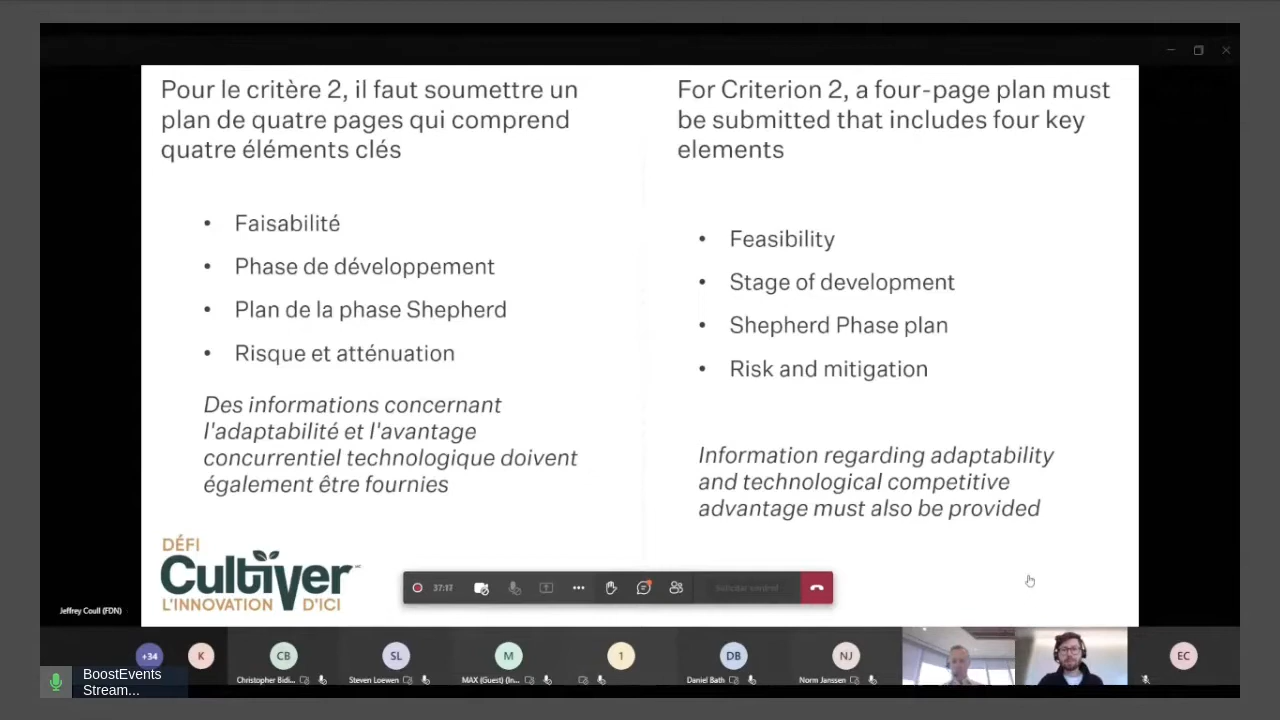 Pour le critère 2, il faut soumettre un
plan de quatre pages qui comprend
quatre éléments clés
• Faisabilité
• Phase de développement
• Plan de la phase Shepherd
• Risque et atténuation
Des informations concernant
l'adaptabilité et l'avantage
concurrentiel technologique doivent
également être fournies
For Criterion 2, a four-page plan must
be submitted that includes four key
elements
• Feasibility
• Stage of development
• Shepherd Phase plan
• Risk and mitigation
Information regarding adaptability
and technological competitive
advantage must also be provided
DÉFI
Cultiver
L'INNOVATION D'ICI
37:17
Jeffrey Coull (FDN)
+34
K
CB
SL
M
1
DB
NJ
EC
Christopher Bidi...
Steven Loewen
MAX (Guest) (In...
Daniel Bath
Norm Janssen
BoostEvents
Stream...